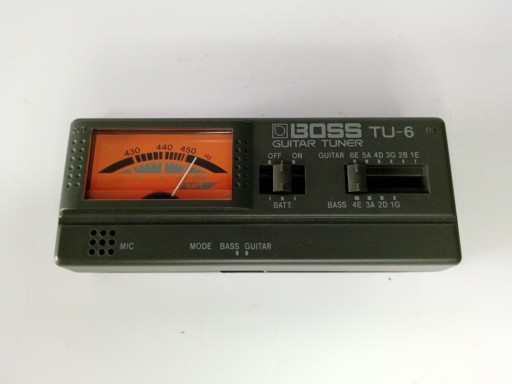 BOSS TU-6
GUITAR TUNER
430 440 450 Hz
OFF ON
GUITAR 6E 5A 4D 3G 2B 1E
BATT.
BASS 4E 3A 2D 1G
MIC
MODE BASS GUITAR